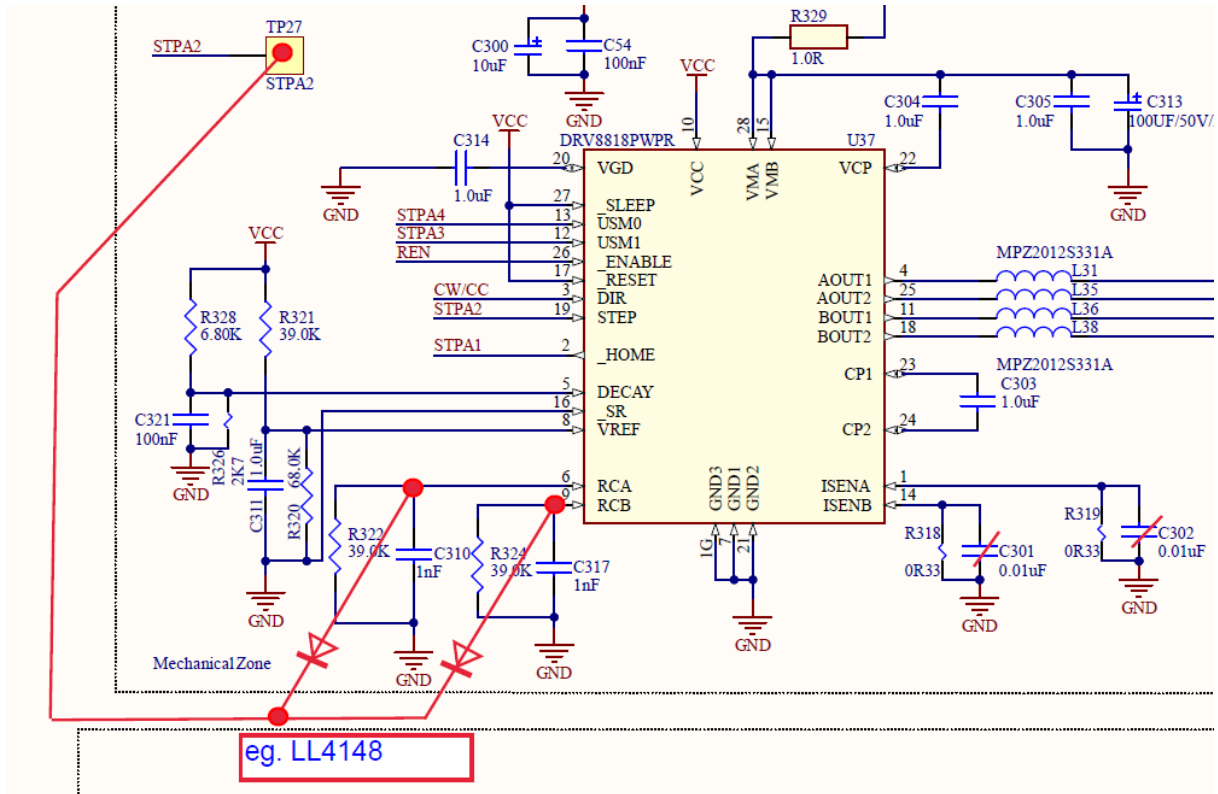 TP27
STPA2
STPA2
C300
10uF
C54
100nF
GND
R329
1.0R
VCC
C304
1.0uF
C305
1.0uF
C313
100UF/50V/
GND
VCC
DRV8818PWPR
U37
C314
1.0uF
GND
20
VGD
10
VCC
28
VMA
15
VMB
VCP
22
27
_SLEEP
STPA4
13
USM0
STPA3
12
USM1
REN
26
_ENABLE
17
_RESET
CW/CC
3
DIR
STPA2
19
STEP
STPA1
2
_HOME
5
DECAY
16
_SR
8
VREF
6
RCA
9
RCB
MPZ2012S331A
AOUT1
4
L31
AOUT2
25
L35
BOUT1
11
L36
BOUT2
18
L38
MPZ2012S331A
CP1
23
C303
1.0uF
CP2
24
ISENA
1
ISENB
14
GND3
GND1
GND2
1G
7
21
GND
VCC
R328
6.80K
R321
39.0K
C321
100nF
R326
2K7
GND
1.0uF
C311
68.0K
R320
GND
R322
39.0K
C310
1nF
GND
R324
39.0K
C317
1nF
GND
R318
0R33
C301
0.01uF
GND
R319
0R33
C302
0.01uF
GND
Mechanical Zone
eg. LL4148